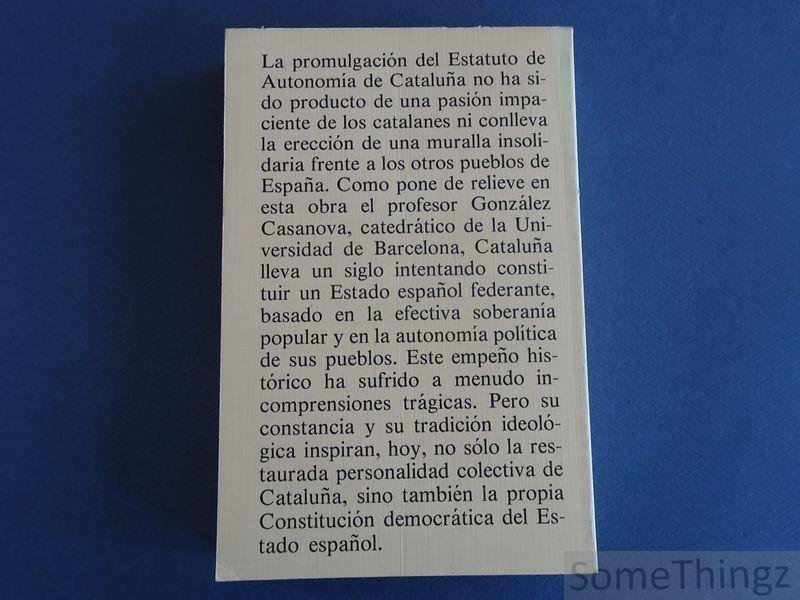 La promulgación del Estatuto de
Autonomía de Cataluña no ha si-
do producto de una pasión impa-
ciente de los catalanes ni conlleva
la erección de una muralla insoli-
daria frente a los otros pueblos de
España. Como pone de relieve en
esta obra el profesor González
Casanova, catedrático de la Uni-
versidad de Barcelona, Cataluña
lleva un siglo intentando consti-
tuir un Estado español federante,
basado en la efectiva soberanía
popular y en la autonomía política
de sus pueblos. Este empeño his-
tórico ha sufrido a menudo in-
comprensiones trágicas. Pero su
constancia y su tradición ideoló-
gica inspiran, hoy, no sólo la res-
taurada personalidad colectiva de
Cataluña, sino también la propia
Constitución democrática del Es-
tado español.
SomeThingz